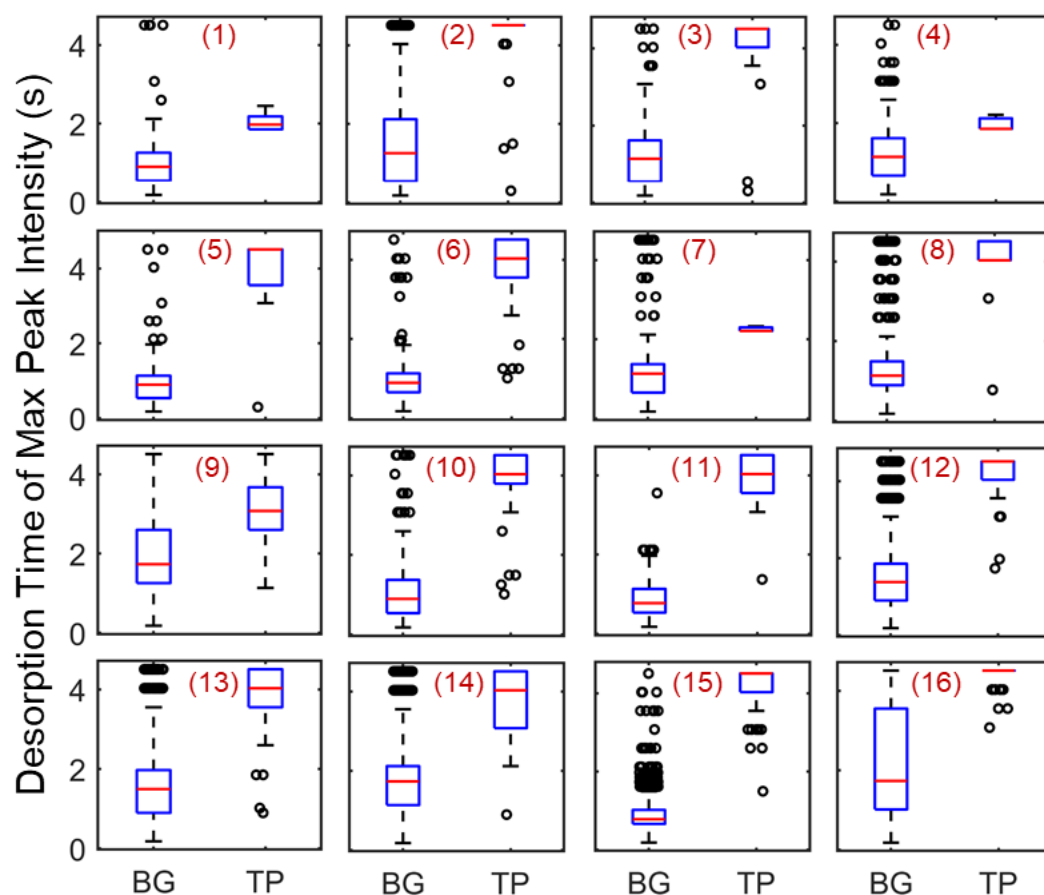 Desorption Time of Max Peak Intensity (s)
4 (1) (2) (3) (4)
2
0
4 (5) (6) (7) (8)
2
0
4 (9) (10) (11) (12)
2
0
4 (13) (14) (15) (16)
2
0
BG TP BG TP BG TP BG TP